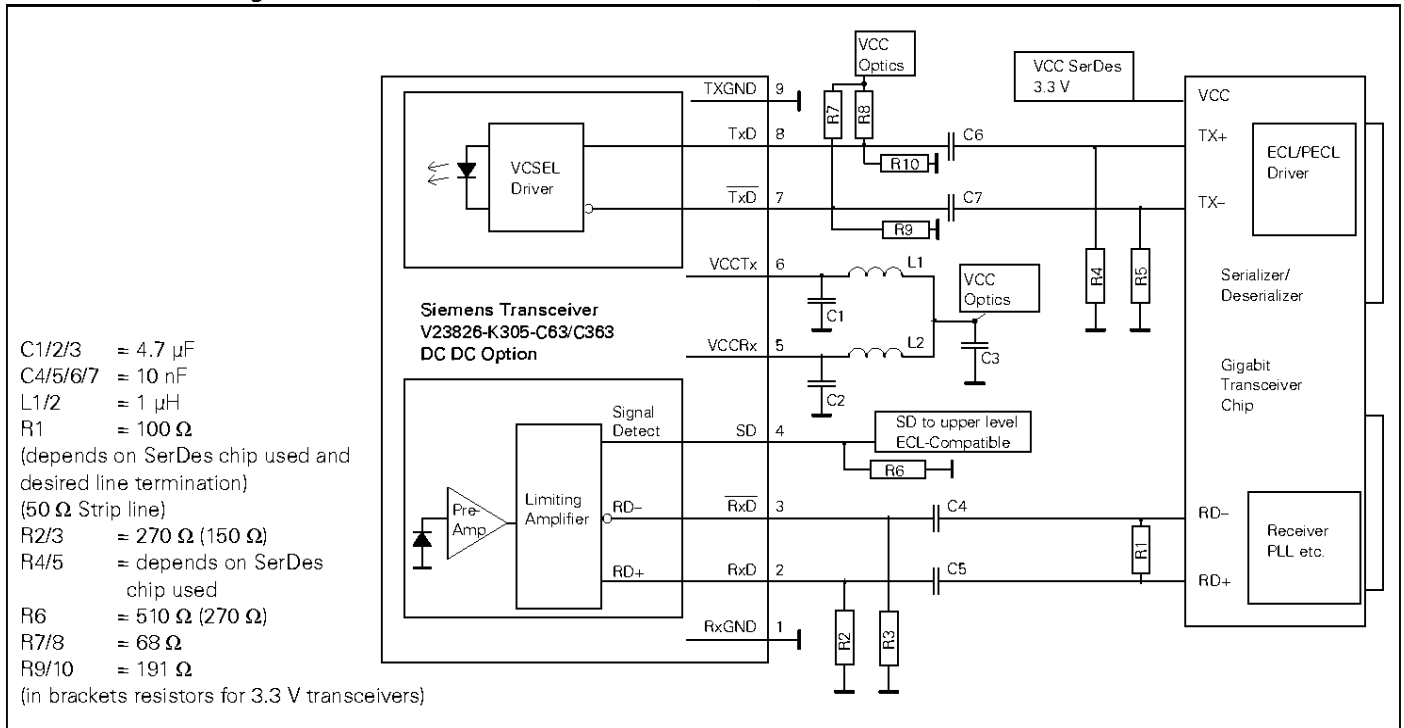 VCC
Optics
VCC SerDes
3.3 V
TXGND 9
R7
R8
VCC
TxD 8
C6
TX+
VCSEL
Driver
R10
ECL/PECL
Driver
TxD 7
C7
TX–
R9
VCCTx 6
L1
R4
R5
VCC
Optics
Serializer/
Deserializer
C1
Siemens Transceiver
V23826-K305-C63/C363
DC DC Option
VCCRx 5
L2
C3
C2
Gigabit
Transceiver
Chip
Signal
Detect
SD 4
SD to upper level
ECL-Compatible
R6
Pre-
Amp
Limiting
Amplifier
RD–
RxD 3
C4
RD–
R1
Receiver
PLL etc.
RD+
RxD 2
C5
RD+
RxGND 1
R2
R3
C1/2/3 = 4.7 µF
C4/5/6/7 = 10 nF
L1/2 = 1 µH
R1 = 100 Ω
(depends on SerDes chip used and
desired line termination)
(50 Ω Strip line)
R2/3 = 270 Ω (150 Ω)
R4/5 = depends on SerDes
chip used
R6 = 510 Ω (270 Ω)
R7/8 = 68 Ω
R9/10 = 191 Ω
(in brackets resistors for 3.3 V transceivers)